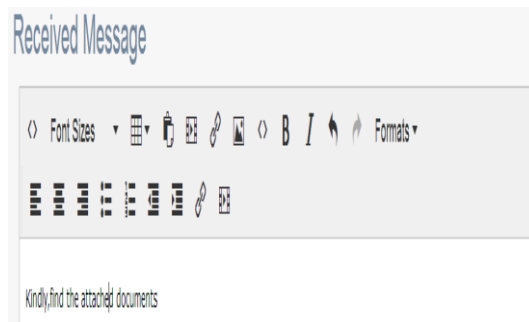 Received Message
<> Font Sizes <> B I Formats
Kindly,find the attached documents